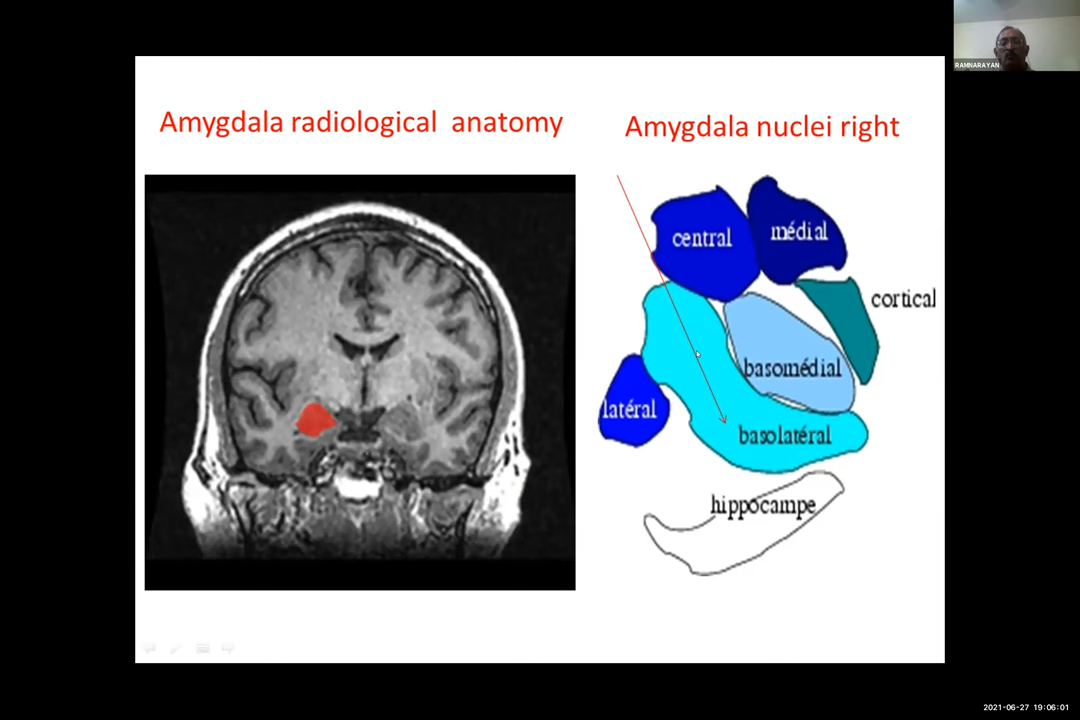 RAMNARAYAN
Amygdala radiological anatomy
Amygdala nuclei right
central
médial
cortical
basomédial
latéral
basolatéral
hippocampe
2021-06-27 19:06:01